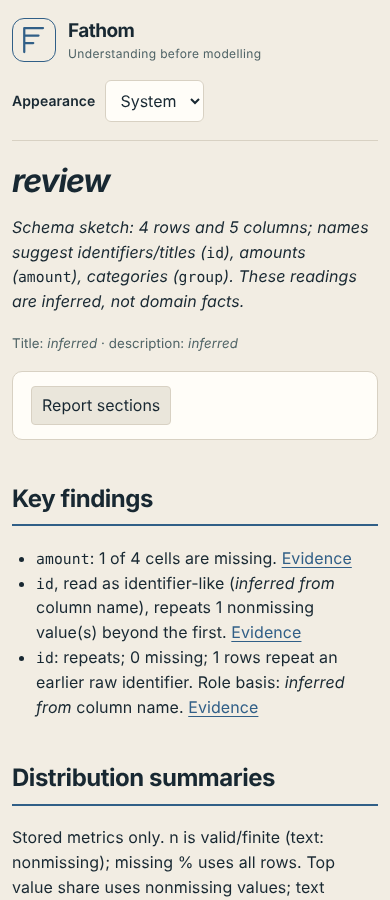 Fathom
Understanding before modelling
Appearance System
review
Schema sketch: 4 rows and 5 columns; names
suggest identifiers/titles (id), amounts
(amount), categories (group). These readings
are inferred, not domain facts.
Title: inferred · description: inferred
Report sections
Key findings
• amount: 1 of 4 cells are missing. Evidence
• id, read as identifier-like (inferred from
column name), repeats 1 nonmissing
value(s) beyond the first. Evidence
• id: repeats; 0 missing; 1 rows repeat an
earlier raw identifier. Role basis: inferred
from column name. Evidence
Distribution summaries
Stored metrics only. n is valid/finite (text:
nonmissing); missing % uses all rows. Top
value share uses nonmissing values; text